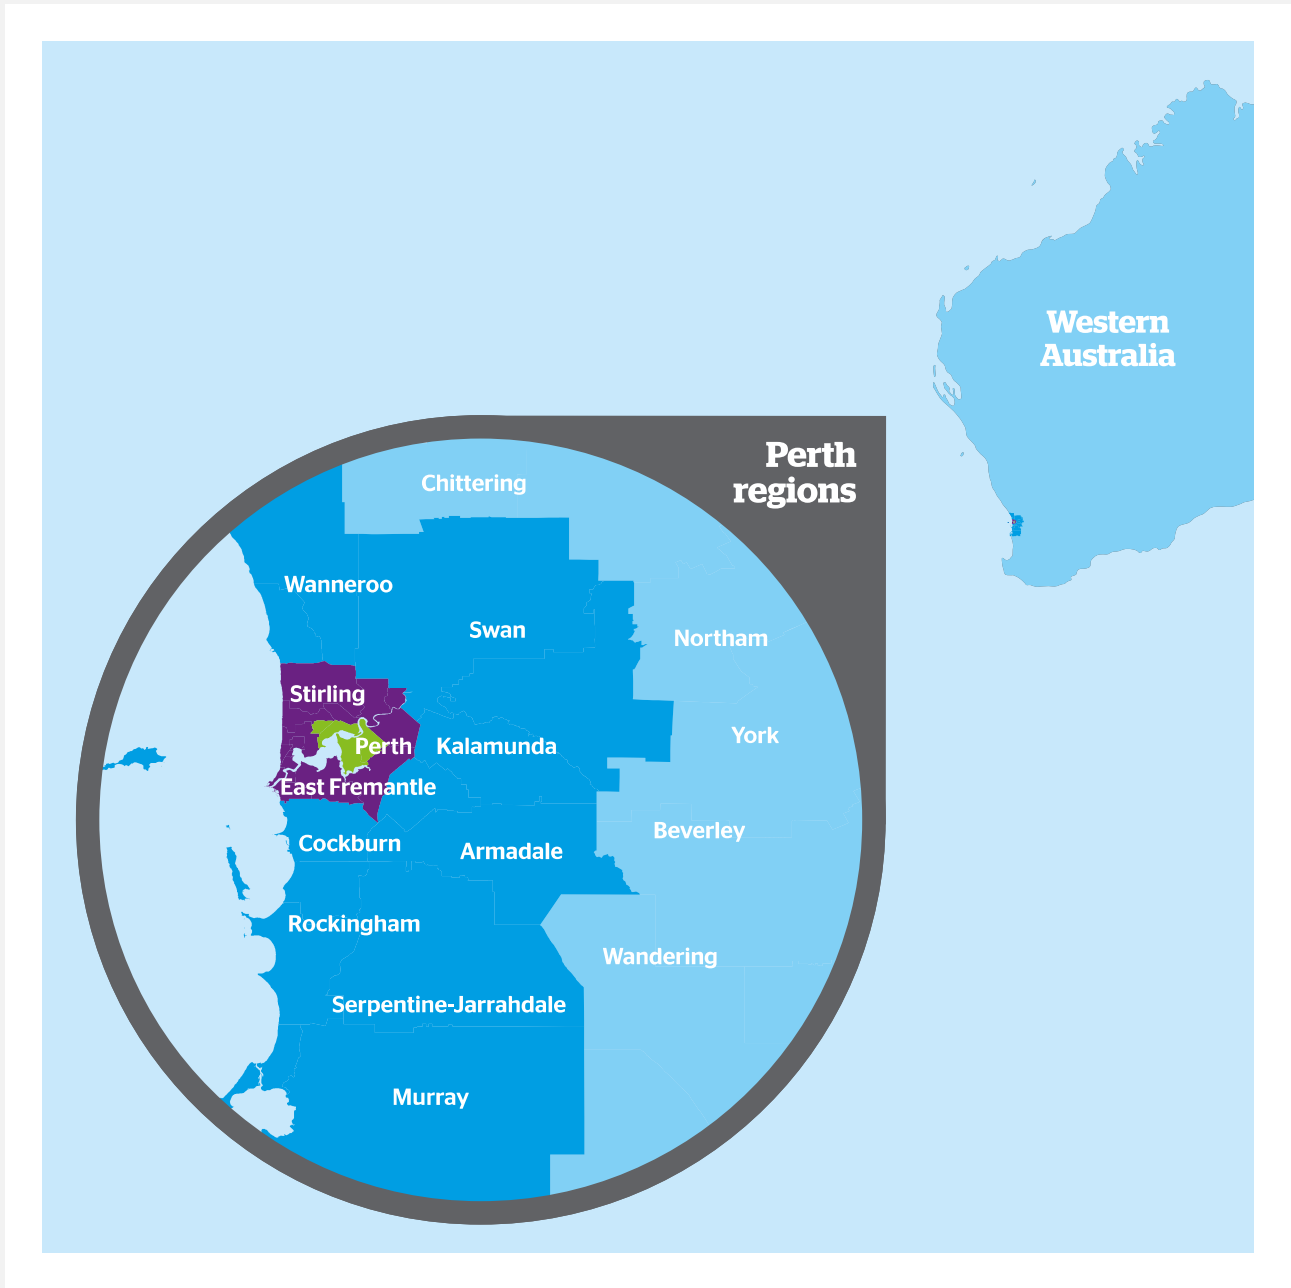 Western
Australia
Perth
regions
Chittering
Wanneroo
Swan
Northam
Stirling
York
Perth
Kalamunda
East Fremantle
Beverley
Cockburn
Armadale
Rockingham
Wandering
Serpentine-Jarrahdale
Murray